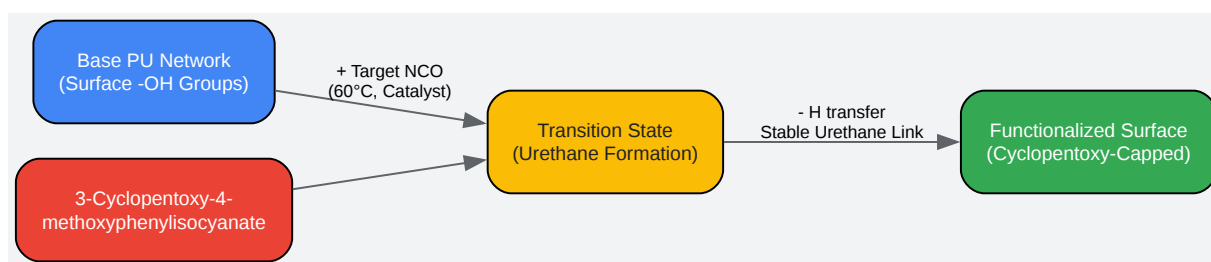 Base PU Network
(Surface -OH Groups)
+ Target NCO
(60°C, Catalyst)
3-Cyclopentoxy-4-
methoxyphenylisocyanate
Transition State
(Urethane Formation)
- H transfer
Stable Urethane Link
Functionalized Surface
(Cyclopentoxy-Capped)